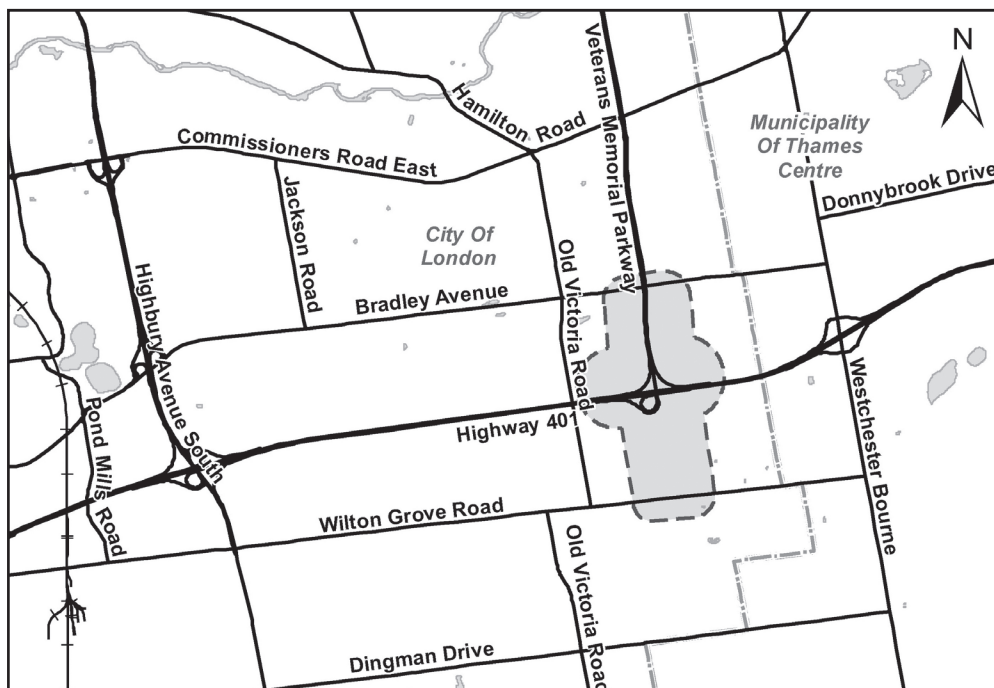 N
Veterans Memorial Parkway
Hamilton Road
Commissioners Road East
Municipality
Of Thames
Centre
Donnybrook Drive
Jackson Road
City Of
London
Old Victoria Road
Highbury Avenue South
Bradley Avenue
Westchester Bourne
Pond Mills Road
Highway 401
Wilton Grove Road
Old Victoria Road
Dingman Drive